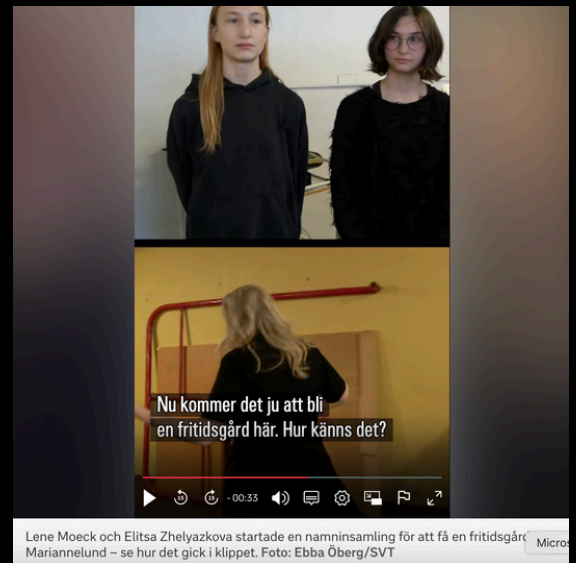 Nu kommer det ju att bli
en fritidsgård här. Hur känns det?
15
15
-00:33
Lene Moeck och Elitsa Zhelyazkova startade en namninsamling för att få en fritidsgård
Mariannelund – se hur det gick i klippet. Foto: Ebba Öberg/SVT
Micros